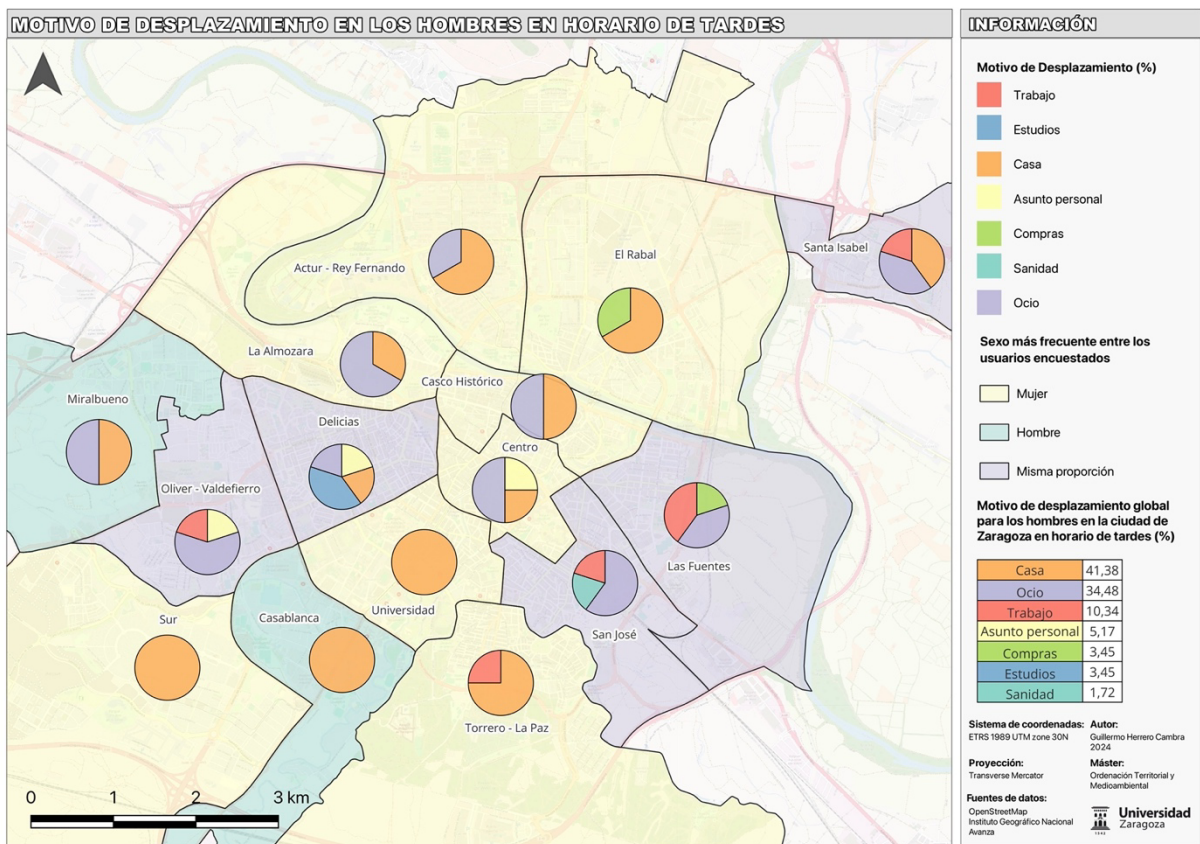 MOTIVO DE DESPLAZAMIENTO EN LOS HOMBRES EN HORARIO DE TARDES
Actur - Rey Fernando
El Rabal
Santa Isabel
La Almozara
Casco Histórico
Miralbueno
Delicias
Centro
Oliver - Valdefierro
Las Fuentes
Universidad
Casablanca
Sur
San José
Torrero - La Paz
0 1 2 3 km
INFORMACIÓN
Motivo de Desplazamiento (%)
Trabajo
Estudios
Casa
Asunto personal
Compras
Sanidad
Ocio
Sexo más frecuente entre los
usuarios encuestados
Mujer
Hombre
Misma proporción
Motivo de desplazamiento global
para los hombres en la ciudad de
Zaragoza en horario de tardes (%)
Casa 41,38
Ocio 34,48
Trabajo 10,34
Asunto personal 5,17
Compras 3,45
Estudios 3,45
Sanidad 1,72
Sistema de coordenadas:
ETRS 1989 UTM zone 30N
Autor:
Guillermo Herrero Cambra
2024
Proyección:
Transverse Mercator
Máster:
Ordenación Territorial y
Medioambiental
Fuentes de datos:
OpenStreetMap
Instituto Geográfico Nacional
Avanza
Universidad
Zaragoza